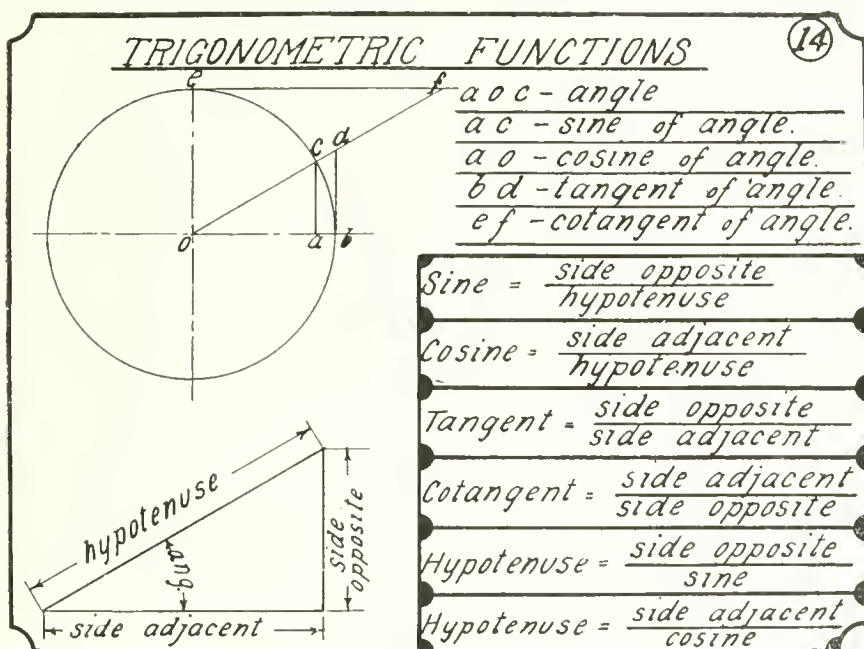 14
TRIGONOMETRIC FUNCTIONS
e
f
c
d
o
a
b
a o c - angle
a c - sine of angle.
a o - cosine of angle.
b d - tangent of angle.
e f - cotangent of angle.
Sine = side opposite
hypotenuse
Cosine = side adjacent
hypotenuse
Tangent = side opposite
side adjacent
Cotangent = side adjacent
side opposite
Hypotenuse = side opposite
sine
Hypotenuse = side adjacent
cosine
hypotenuse
ang
side
opposite
side adjacent